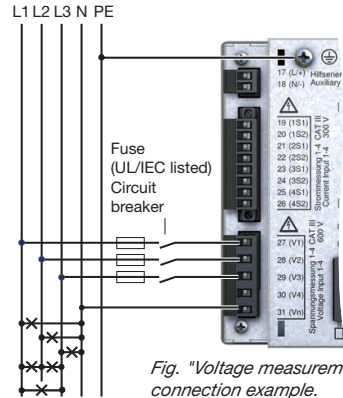 L1 L2 L3 N PE
17 (L/+) Hilfsener
18 (N/-) Auxiliary
19 (1S1)
20 (1S2)
21 (2S1)
22 (2S2)
23 (3S1)
24 (3S2)
25 (4S1)
26 (4S2)
Strommessung 1-4 CAT III
Current Input 1-4 300 V
Fuse
(UL/IEC listed)
Circuit
breaker
27 (V1)
28 (V2)
29 (V3)
30 (V4)
31 (Vn)
Spannungsmessung 1-4 CAT III
Voltage Input 1-4 600 V
Fig. "Voltage measurem
connection example.